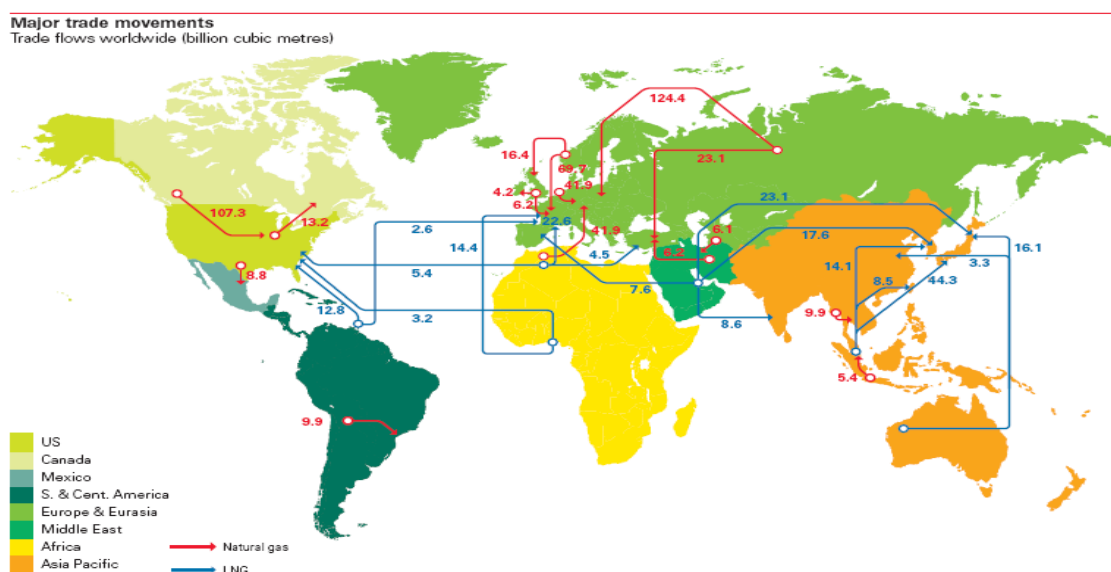 Major trade movements
Trade flows worldwide (billion cubic metres)
124.4
16.4
69.7
23.1
4.2
41.9
6.2
23.1
107.3
13.2
2.6
22.6
41.9
6.1
17.6
16.1
14.4
4.5
6.2
14.1
3.3
8.8
5.4
7.6
8.5
44.3
12.8
3.2
8.6
9.9
5.4
9.9
US
Canada
Mexico
S. & Cent. America
Europe & Eurasia
Middle East
Africa
Natural gas
Asia Pacific
LNG